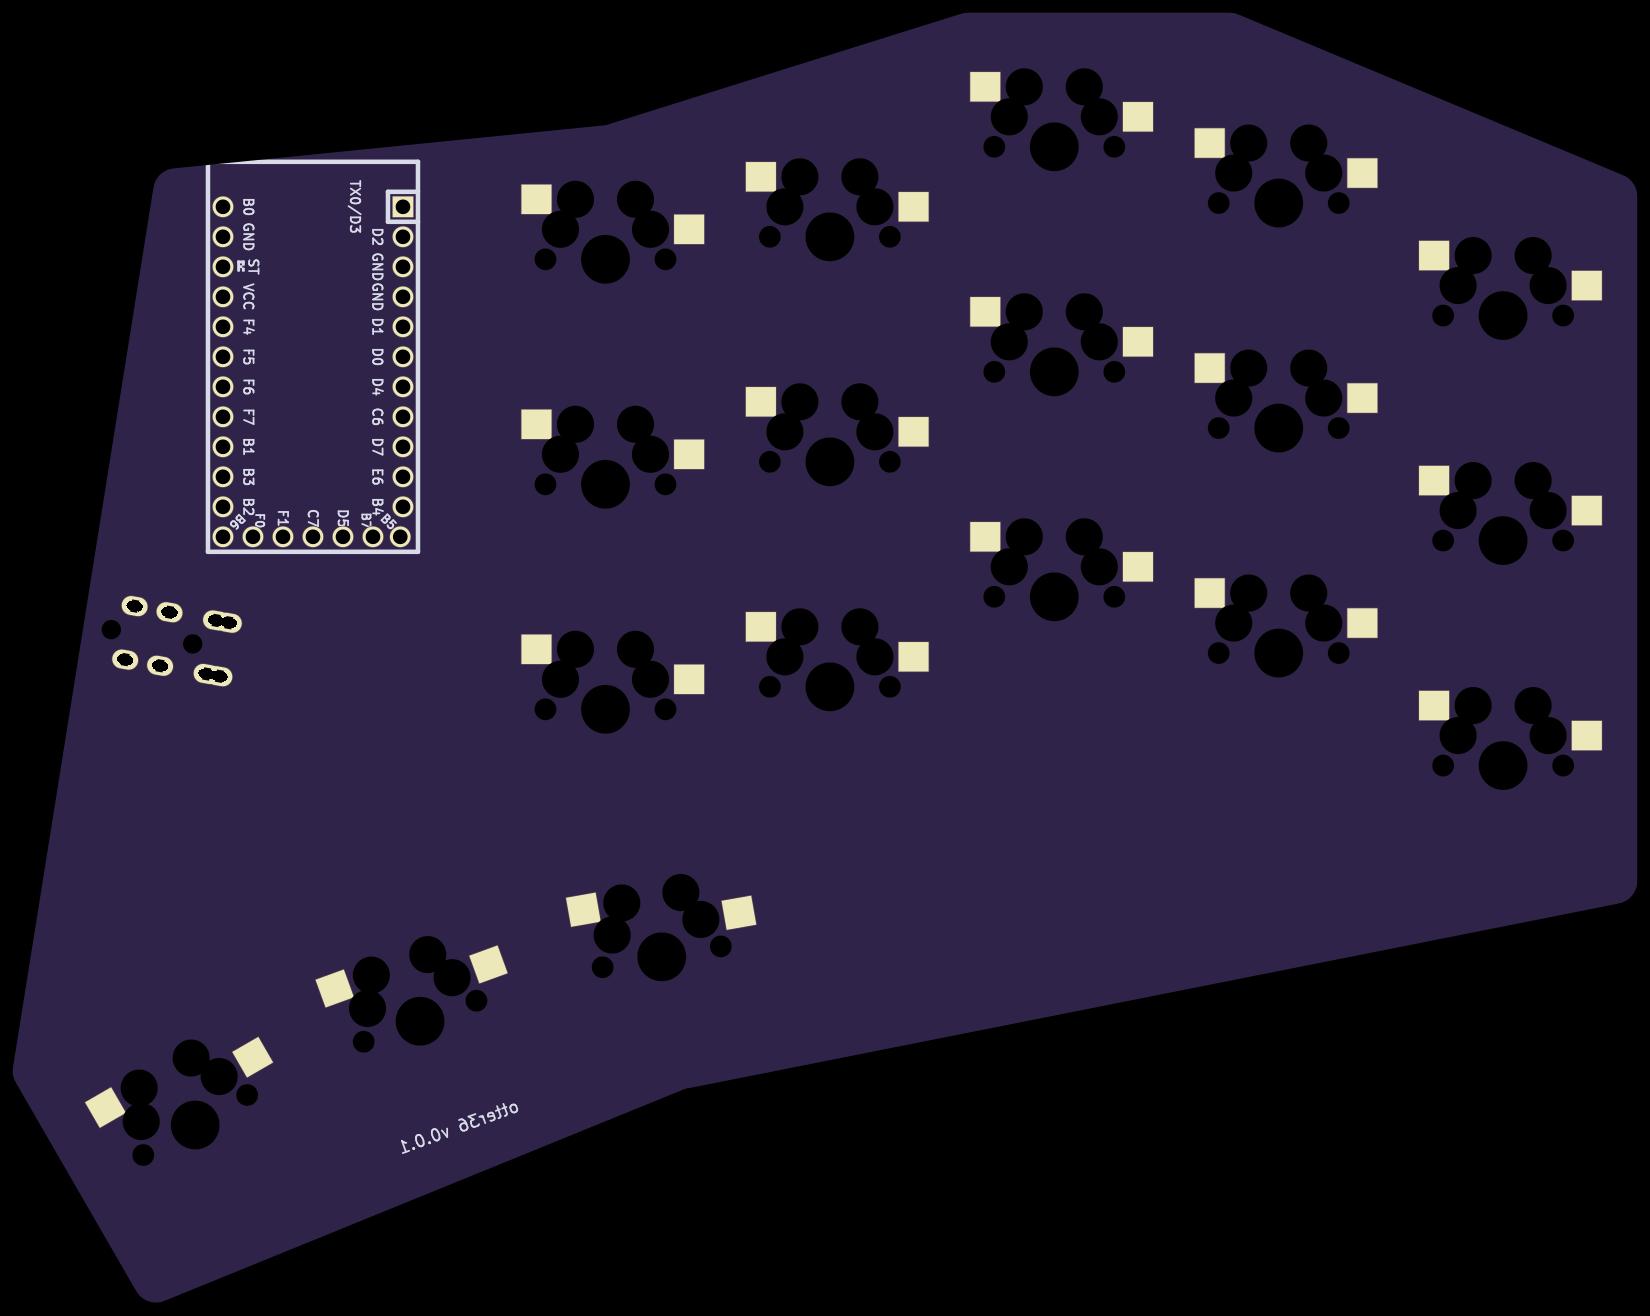 TX0/D3
B0
GND
RST
VCC
F4
F5
F6
F7
B1
B3
B2
D2
GND
GND
D1
D0
D4
C6
D7
E6
B4
B6
F0
F1
C7
D5
B7
B5
otter36 v0.0.1